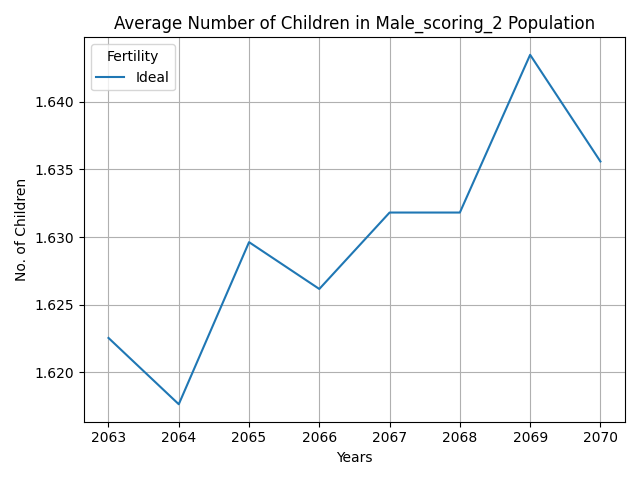 Average Number of Children in Male_scoring_2 Population
Fertility
Ideal
1.640
1.635
1.630
1.625
1.620
No. of Children
2063 2064 2065 2066 2067 2068 2069 2070
Years